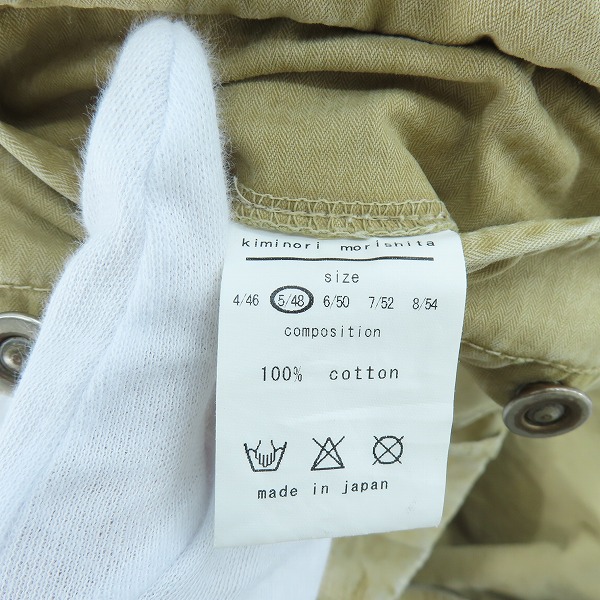 kiminori morishita
size
4/46 5/48 6/50 7/52 8/54
composition
100% cotton
made in japan